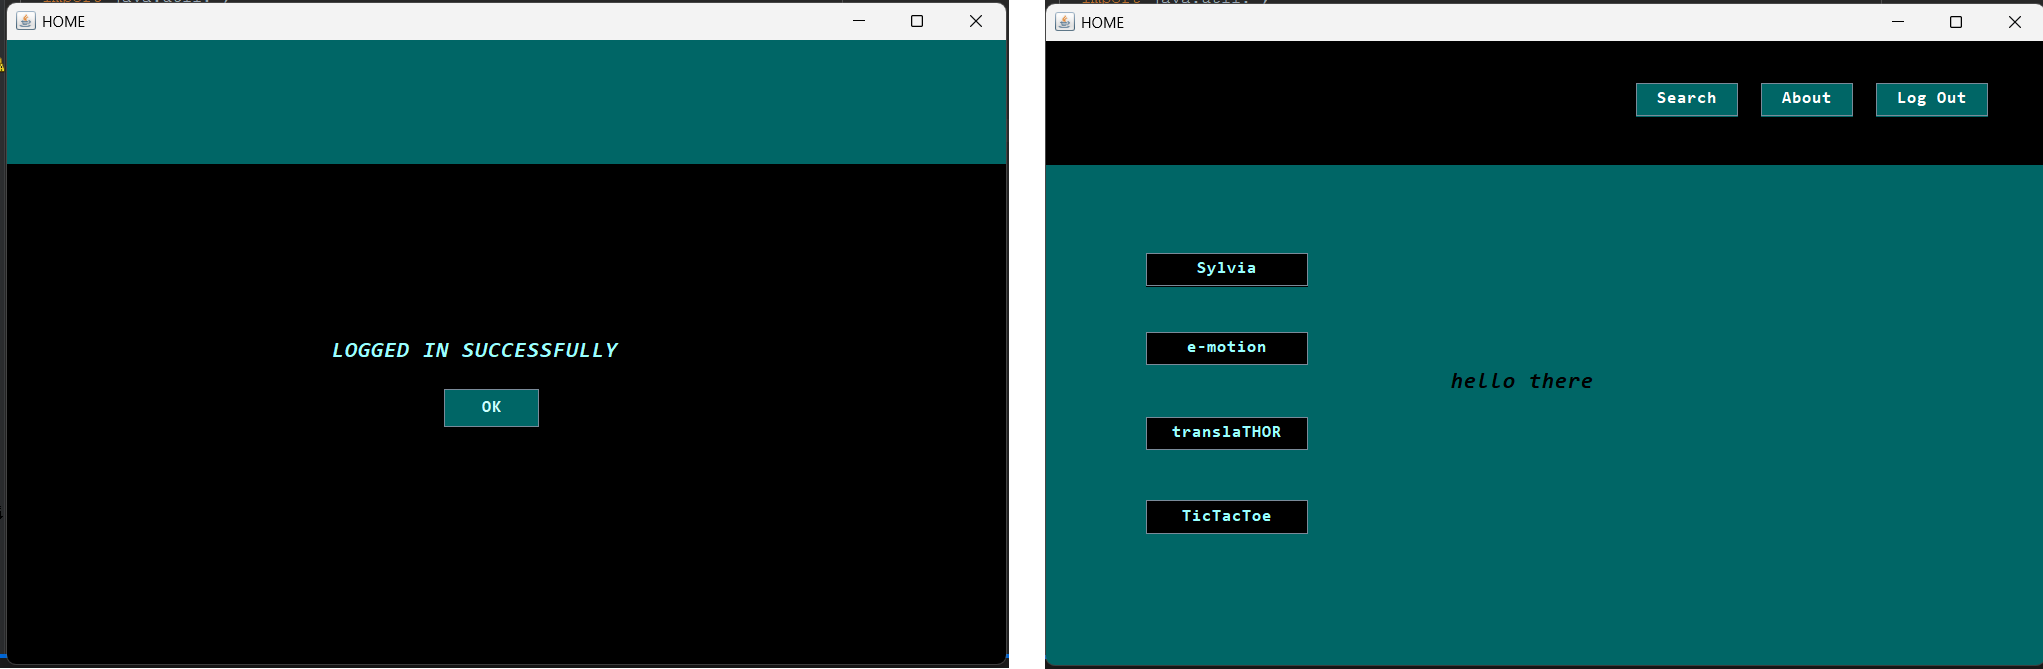 HOME
LOGGED IN SUCCESSFULLY
OK
HOME
Search About Log Out
Sylvia
e-motion
hello there
translaTHOR
TicTacToe